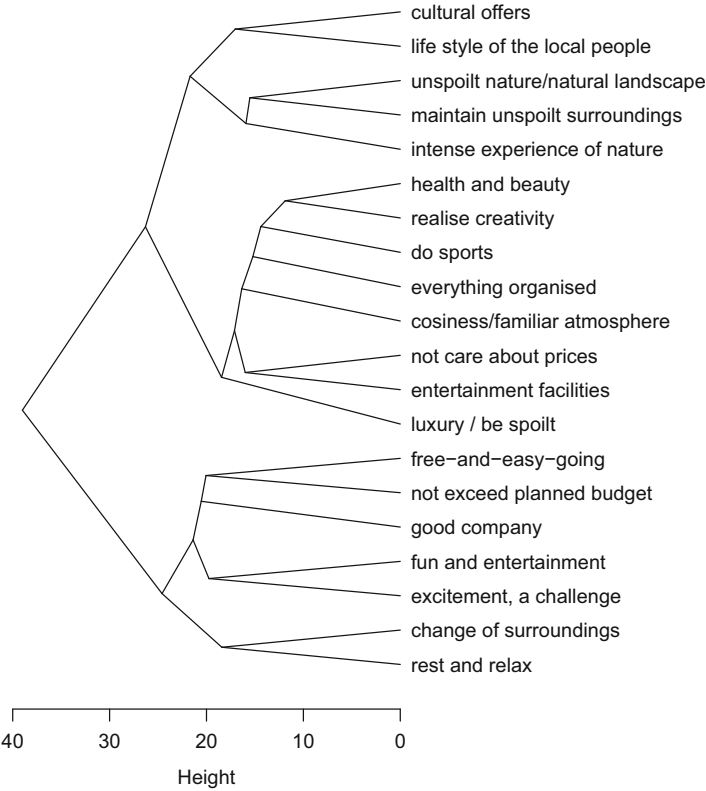 cultural offers
life style of the local people
unspoilt nature/natural landscape
maintain unspoilt surroundings
intense experience of nature
health and beauty
realise creativity
do sports
everything organised
cosiness/familiar atmosphere
not care about prices
entertainment facilities
luxury / be spoilt
free−and−easy−going
not exceed planned budget
good company
fun and entertainment
excitement, a challenge
change of surroundings
rest and relax
40 30 20 10 0
Height